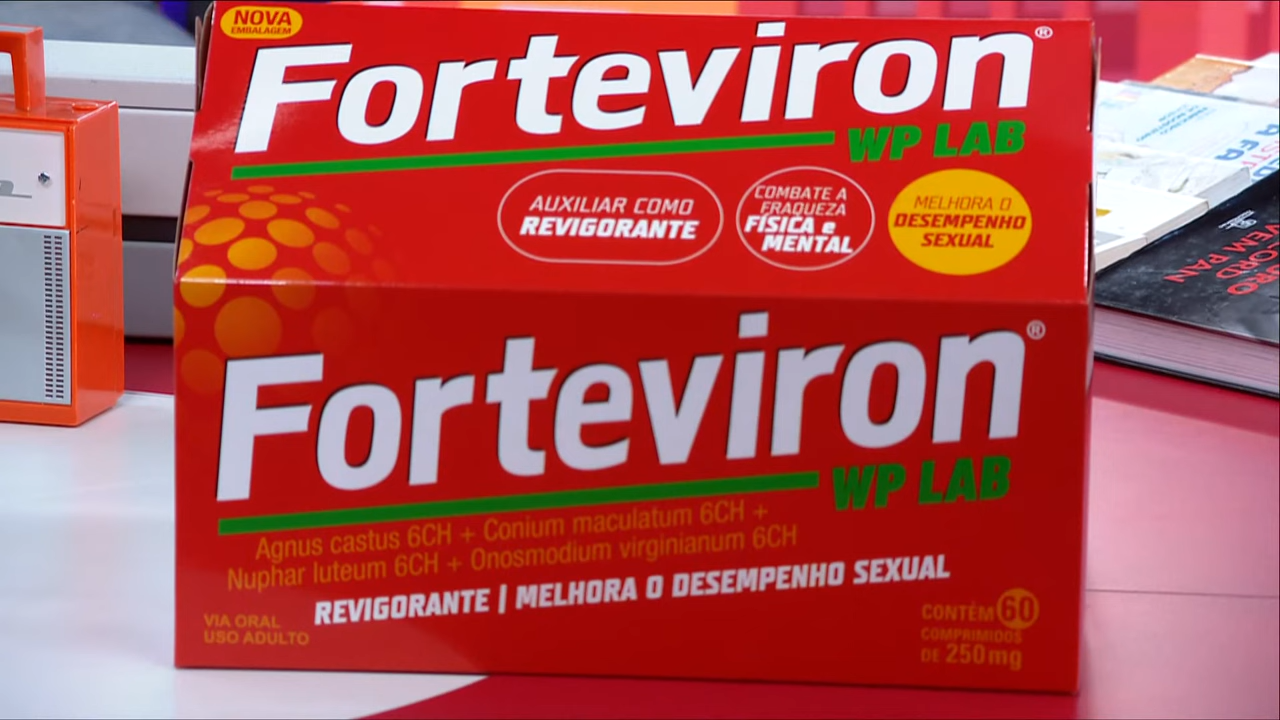 NOVA
EMBALAGEM
Forteviron®
WP LAB
AUXILIAR COMO
REVIGORANTE
COMBATE A
FRAQUEZA
FÍSICA e
MENTAL
MELHORA O
DESEMPENHO
SEXUAL
Forteviron®
WP LAB
Agnus castus 6CH + Conium maculatum 6CH +
Nuphar luteum 6CH + Onosmodium virginianum 6CH
REVIGORANTE | MELHORA O DESEMPENHO SEXUAL
VIA ORAL
USO ADULTO
CONTÉM 60
COMPRIMIDOS
DE 250mg
VEM PAN